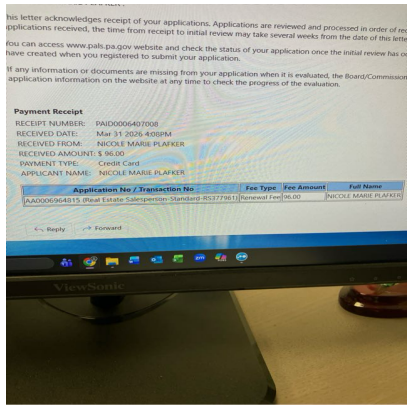 his letter acknowledges receipt of your applications. Applications are reviewed and processed in order of rec
applications received, the time from receipt to initial review may take several weeks from the date of this lette
You can access www.pals.pa.gov website and check the status of your application once the initial review has oc
have created when you registered to submit your application.
If any information or documents are missing from your application when it is evaluated, the Board/Commission
application information on the website at any time to check the progress of the evaluation.
Payment Receipt
RECEIPT NUMBER: PAID0006407008
RECEIVED DATE: Mar 31 2026 4:08PM
RECEIVED FROM: NICOLE MARIE PLAFKER
RECEIVED AMOUNT: $ 96.00
PAYMENT TYPE: Credit Card
APPLICANT NAME: NICOLE MARIE PLAFKER
Application No / Transaction No Fee Type Fee Amount Full Name
AA0006964815 (Real Estate Salesperson-Standard-RS377961) Renewal Fee 96.00 NICOLE MARIE PLAFKER
Reply Forward
zm
ViewSonic